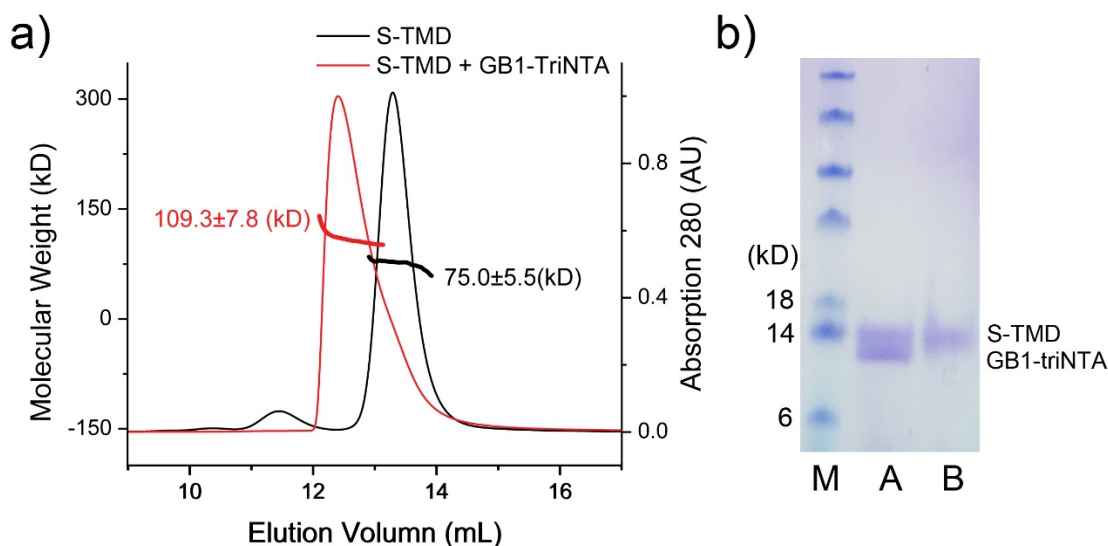 a)
S-TMD
S-TMD + GB1-TriNTA
Molecular Weight (kD)
300
150
0
-150
109.3±7.8 (kD)
75.0±5.5(kD)
0.8
0.4
0.0
Absorption 280 (AU)
10 12 14 16
Elution Volumn (mL)
b)
(kD)
18
14
6
S-TMD
GB1-triNTA
M A B